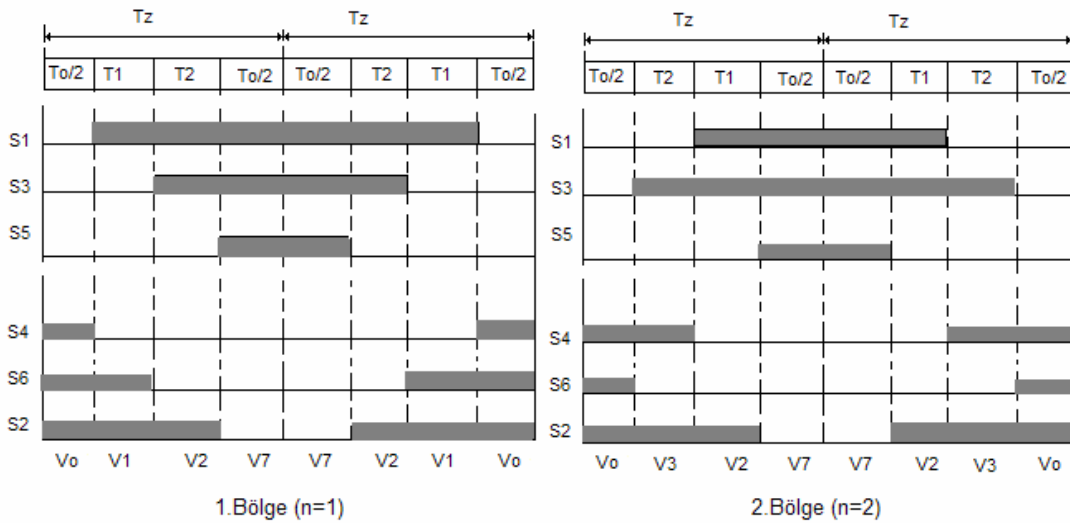 Tz Tz Tz Tz
To/2 T1 T2 To/2 To/2 T2 T1 To/2 To/2 T2 T1 To/2 To/2 T1 T2 To/2
S1 S1
S3 S3
S5 S5
S4 S4
S6 S6
S2 S2
Vo V1 V2 V7 V7 V2 V1 Vo Vo V3 V2 V7 V7 V2 V3 Vo
1.Bölge (n=1) 2.Bölge (n=2)